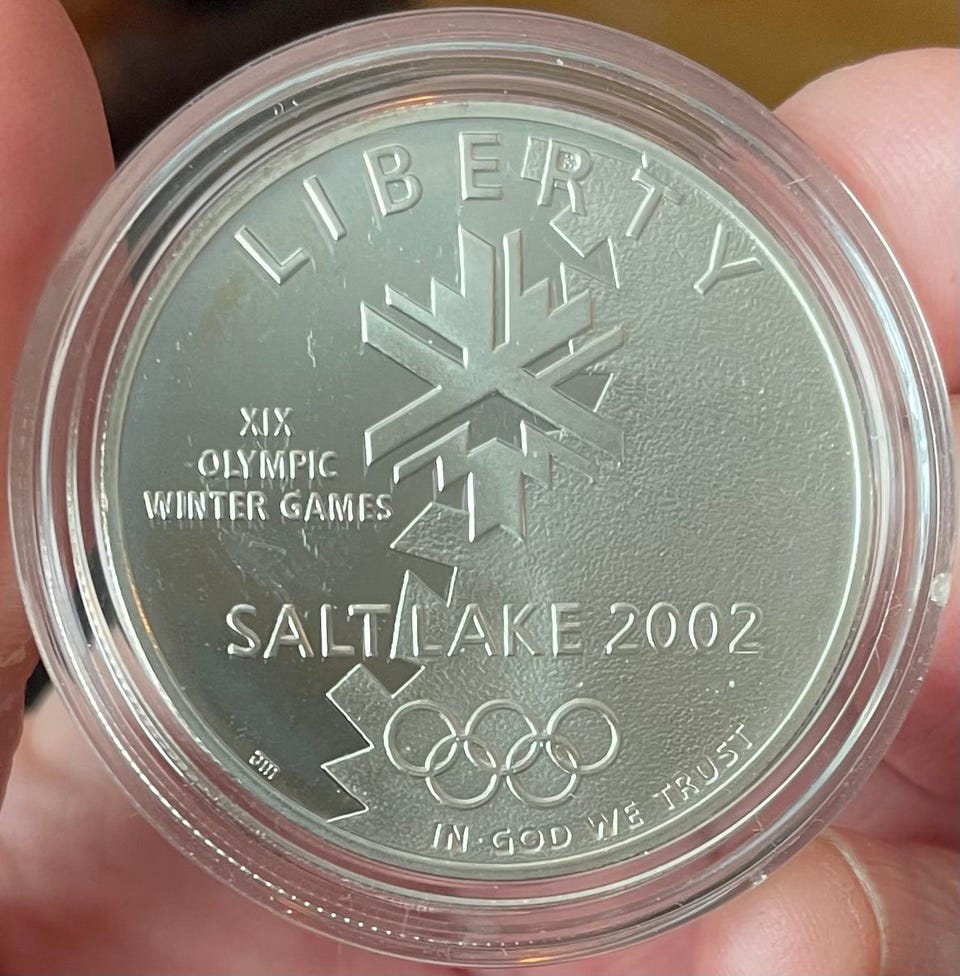 LIBERTY
XIX
OLYMPIC
WINTER GAMES
SALT LAKE 2002
IN·GOD WE TRUST